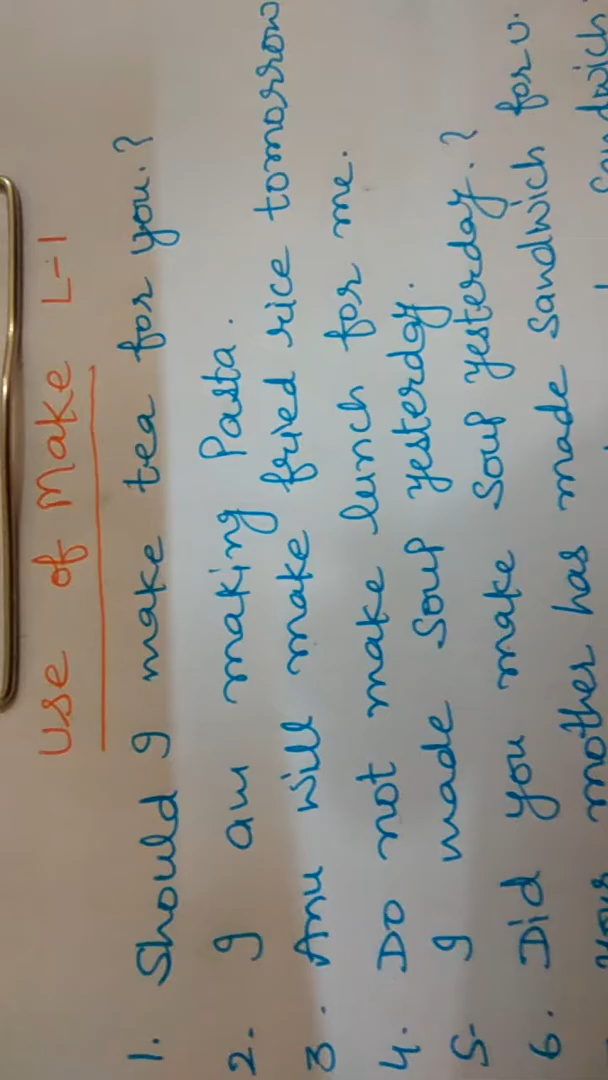 Use of Make L-1
1. Should I make tea for you.?
2. I am making Pasta.
3. Anu will make fried rice tomorrow
4. Do not make lunch for me.
5- I made soup yesterday.
6. Did you make soup yesterday.?
mother has made sandwich for u.
sandwich